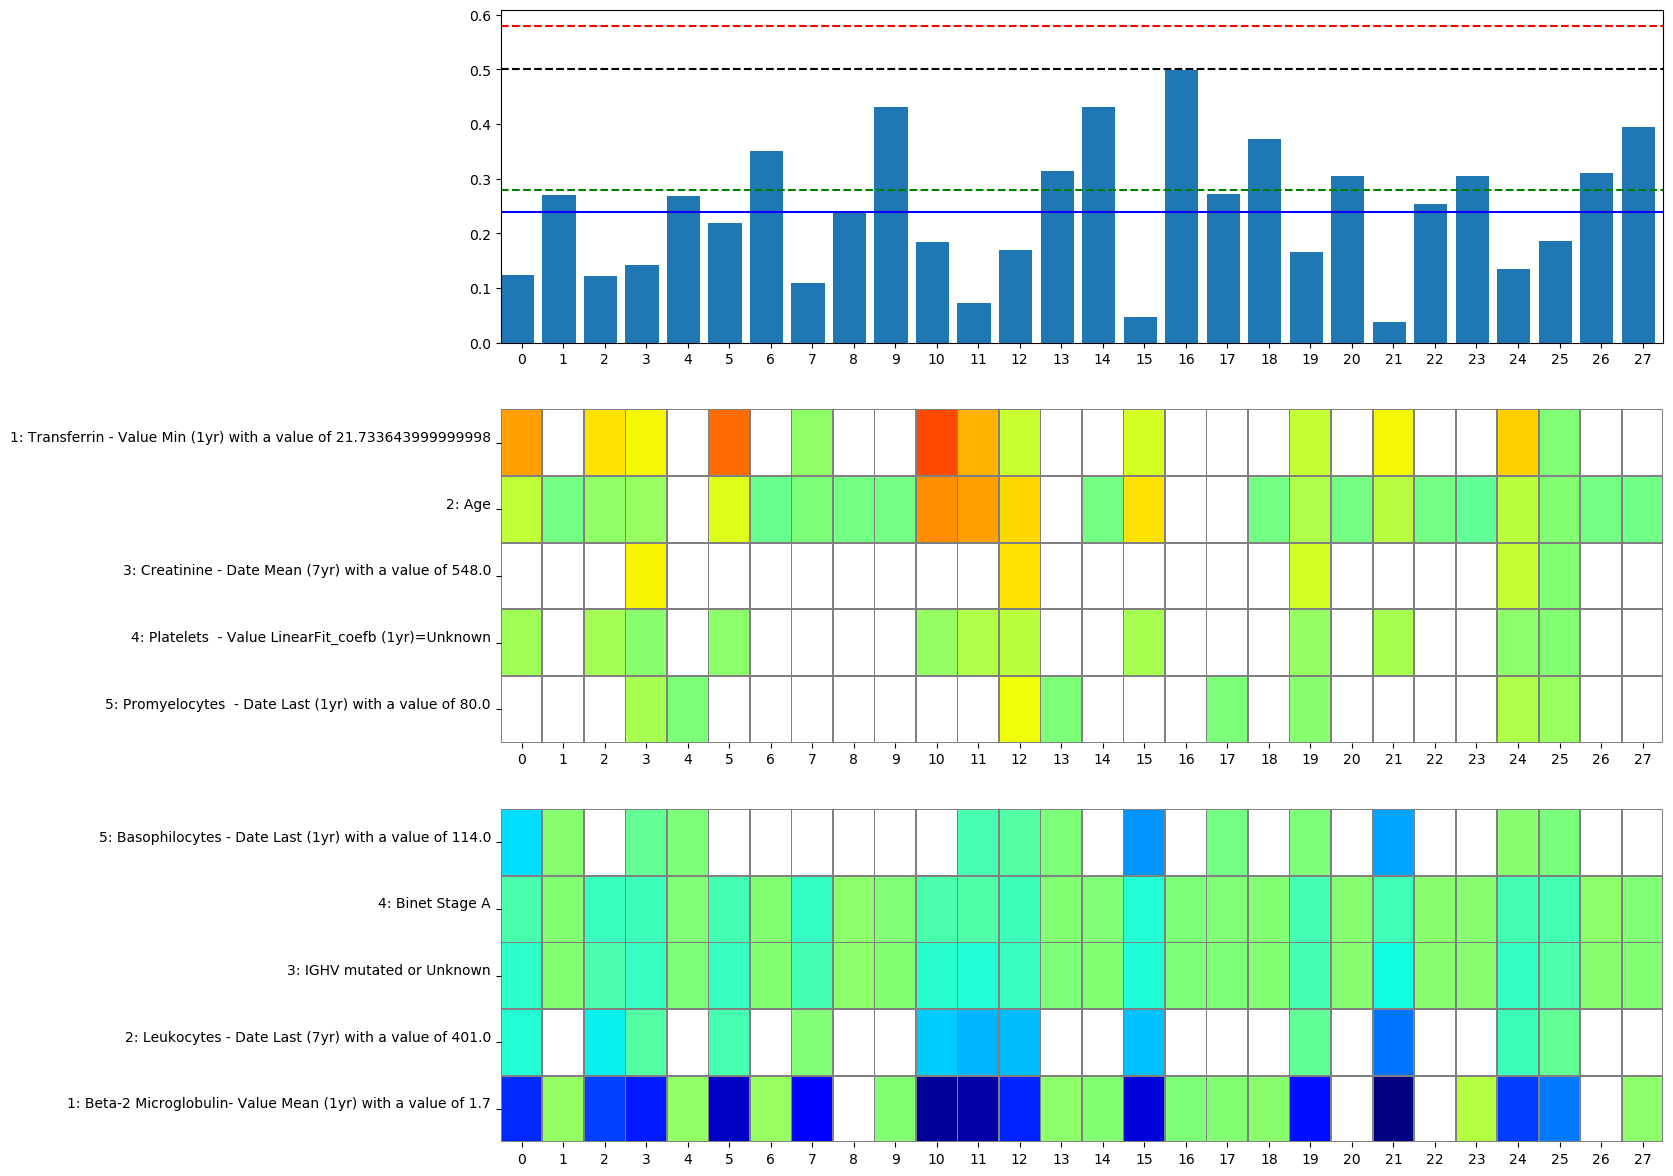 0.6
0.5
0.4
0.3
0.2
0.1
0.0
0 1 2 3 4 5 6 7 8 9 10 11 12 13 14 15 16 17 18 19 20 21 22 23 24 25 26 27
1: Transferrin - Value Min (1yr) with a value of 21.733643999999998
2: Age
3: Creatinine - Date Mean (7yr) with a value of 548.0
4: Platelets  - Value LinearFit_coefb (1yr)=Unknown
5: Promyelocytes  - Date Last (1yr) with a value of 80.0
0 1 2 3 4 5 6 7 8 9 10 11 12 13 14 15 16 17 18 19 20 21 22 23 24 25 26 27
5: Basophilocytes - Date Last (1yr) with a value of 114.0
4: Binet Stage A
3: IGHV mutated or Unknown
2: Leukocytes - Date Last (7yr) with a value of 401.0
1: Beta-2 Microglobulin- Value Mean (1yr) with a value of 1.7
0 1 2 3 4 5 6 7 8 9 10 11 12 13 14 15 16 17 18 19 20 21 22 23 24 25 26 27